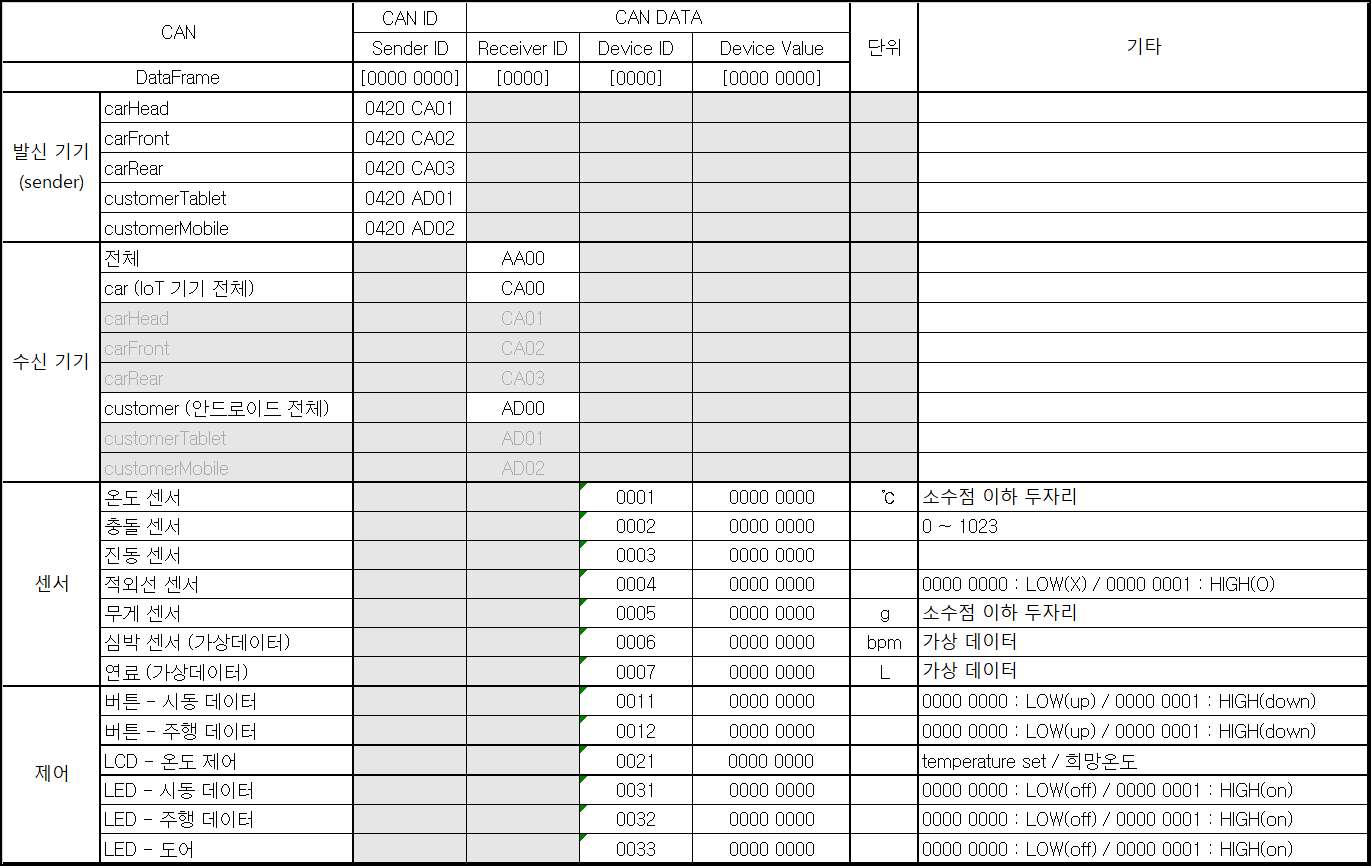 CAN CAN ID CAN DATA 단위 기타
Sender ID Receiver ID Device ID Device Value
DataFrame [0000 0000] [0000] [0000] [0000 0000]
발신 기기
(sender)
carHead 0420 CA01
carFront 0420 CA02
carRear 0420 CA03
customerTablet 0420 AD01
customerMobile 0420 AD02
수신 기기
전체 AA00
car (IoT 기기 전체) CA00
carHead CA01
carFront CA02
carRear CA03
customer (안드로이드 전체) AD00
customerTablet AD01
customerMobile AD02
센서
온도 센서 0001 0000 0000 ℃ 소수점 이하 두자리
충돌 센서 0002 0000 0000 0 ~ 1023
진동 센서 0003 0000 0000
적외선 센서 0004 0000 0000 0000 0000 : LOW(X) / 0000 0001 : HIGH(O)
무게 센서 0005 0000 0000 g 소수점 이하 두자리
심박 센서 (가상데이터) 0006 0000 0000 bpm 가상 데이터
연료 (가상데이터) 0007 0000 0000 L 가상 데이터
제어
버튼 - 시동 데이터 0011 0000 0000 0000 0000 : LOW(up) / 0000 0001 : HIGH(down)
버튼 - 주행 데이터 0012 0000 0000 0000 0000 : LOW(up) / 0000 0001 : HIGH(down)
LCD - 온도 제어 0021 0000 0000 temperature set / 희망온도
LED - 시동 데이터 0031 0000 0000 0000 0000 : LOW(off) / 0000 0001 : HIGH(on)
LED - 주행 데이터 0032 0000 0000 0000 0000 : LOW(off) / 0000 0001 : HIGH(on)
LED - 도어 0033 0000 0000 0000 0000 : LOW(off) / 0000 0001 : HIGH(on)